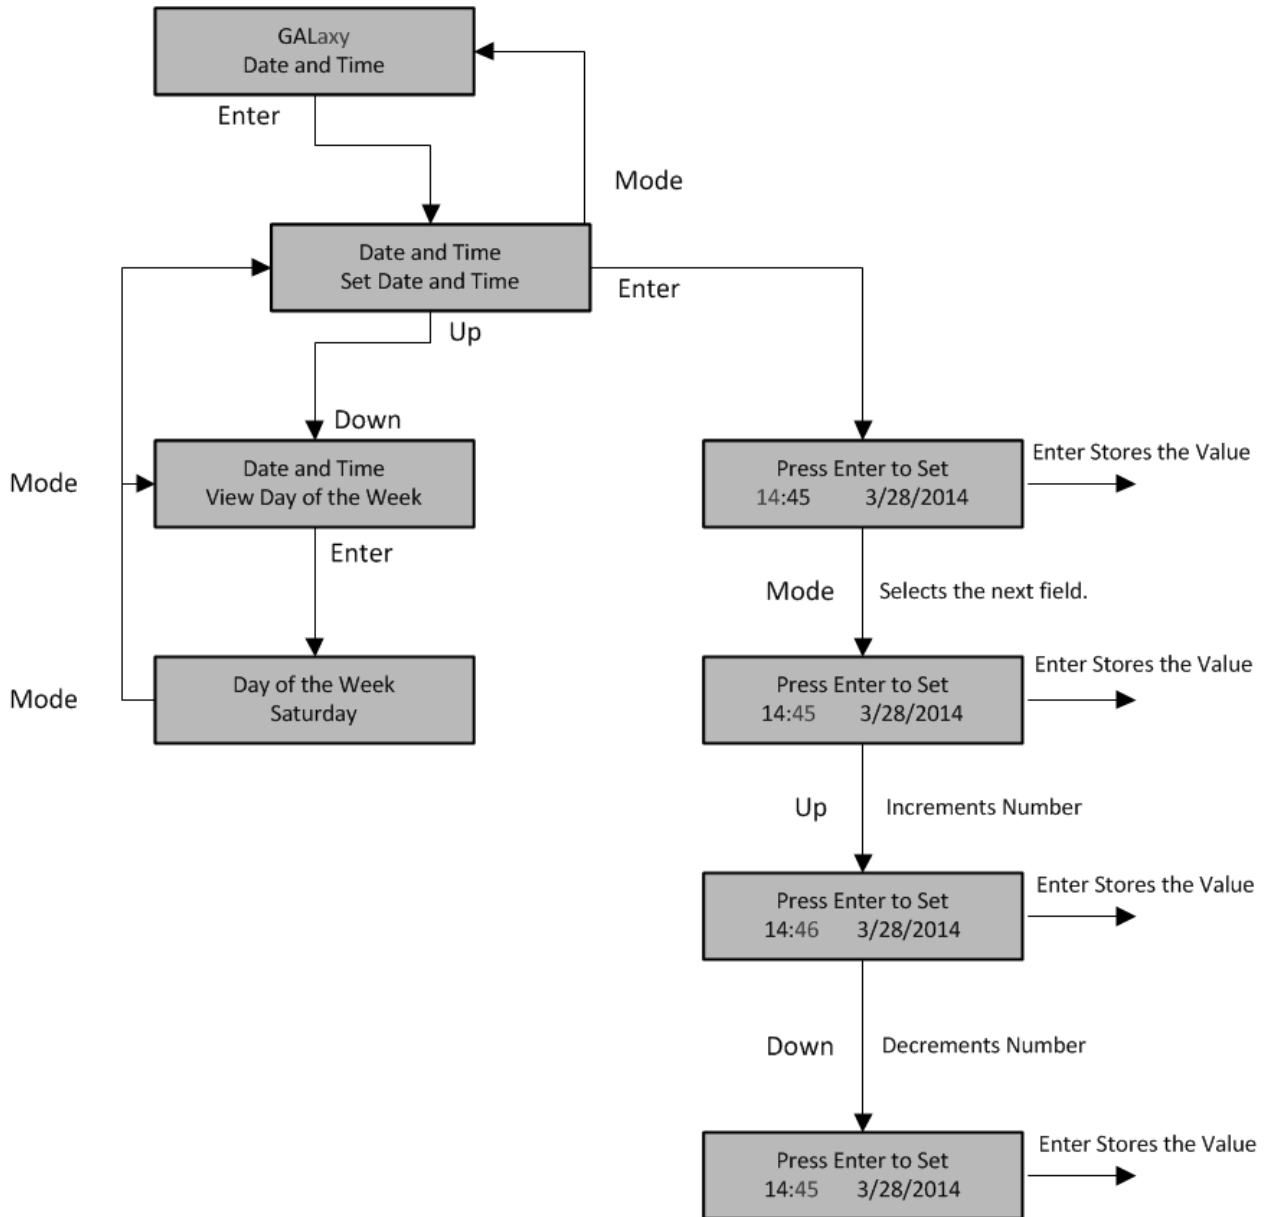 GALaxy
Date and Time
Enter
Mode
Date and Time
Set Date and Time
Enter
Up
Down
Date and Time
View Day of the Week
Mode
Enter
Day of the Week
Saturday
Mode
Press Enter to Set
14:45 3/28/2014
Enter Stores the Value
Mode Selects the next field.
Press Enter to Set
14:45 3/28/2014
Enter Stores the Value
Up Increments Number
Press Enter to Set
14:46 3/28/2014
Enter Stores the Value
Down Decrements Number
Press Enter to Set
14:45 3/28/2014
Enter Stores the Value